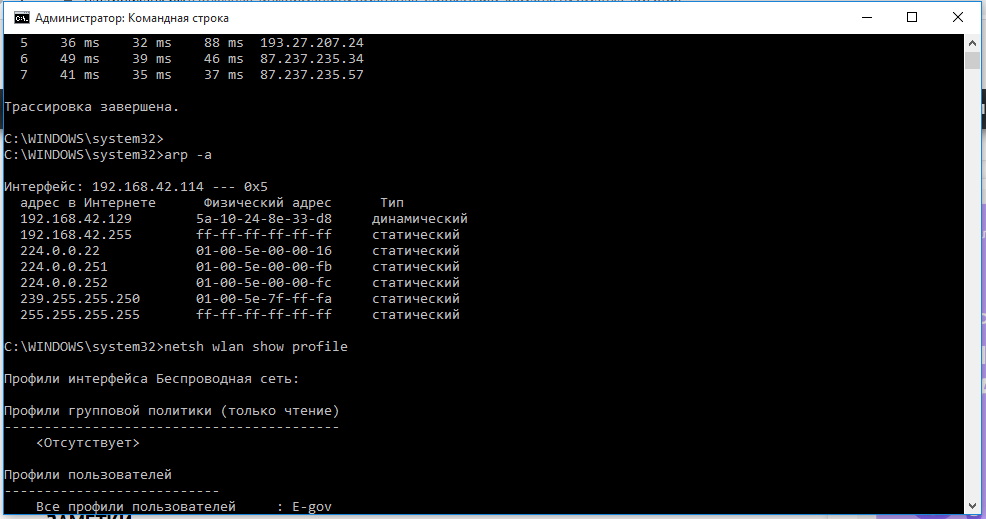 Администратор: Командная строка
5 36 ms 32 ms 88 ms 193.27.207.24
6 49 ms 39 ms 46 ms 87.237.235.34
7 41 ms 35 ms 37 ms 87.237.235.57
Трассировка завершена.
C:\WINDOWS\system32>
C:\WINDOWS\system32>arp -a
Интерфейс: 192.168.42.114 --- 0x5
адрес в Интернете Физический адрес Тип
192.168.42.129 5a-10-24-8e-33-d8 динамический
192.168.42.255 ff-ff-ff-ff-ff-ff статический
224.0.0.22 01-00-5e-00-00-16 статический
224.0.0.251 01-00-5e-00-00-fb статический
224.0.0.252 01-00-5e-00-00-fc статический
239.255.255.250 01-00-5e-7f-ff-fa статический
255.255.255.255 ff-ff-ff-ff-ff-ff статический
C:\WINDOWS\system32>netsh wlan show profile
Профили интерфейса Беспроводная сеть:
Профили групповой политики (только чтение)
------------------------------------------
<Отсутствует>
Профили пользователей
---------------------------
Все профили пользователей : E-gov
ЗАМЕТКИ